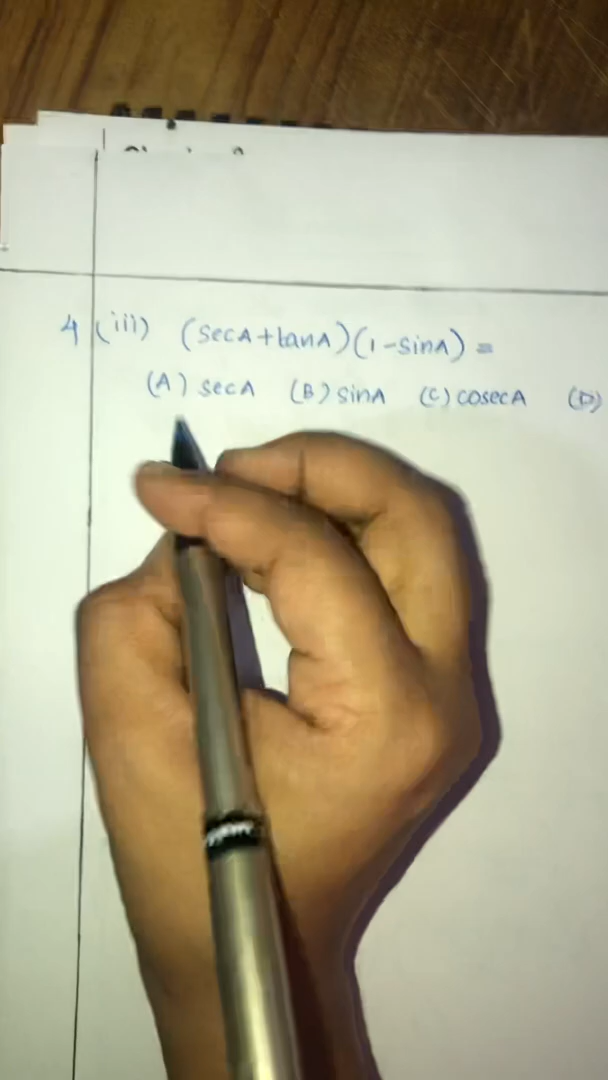 4 (iii) (secA+tanA)(1-sinA) =
(A) secA (B) sinA (C) cosecA (D)